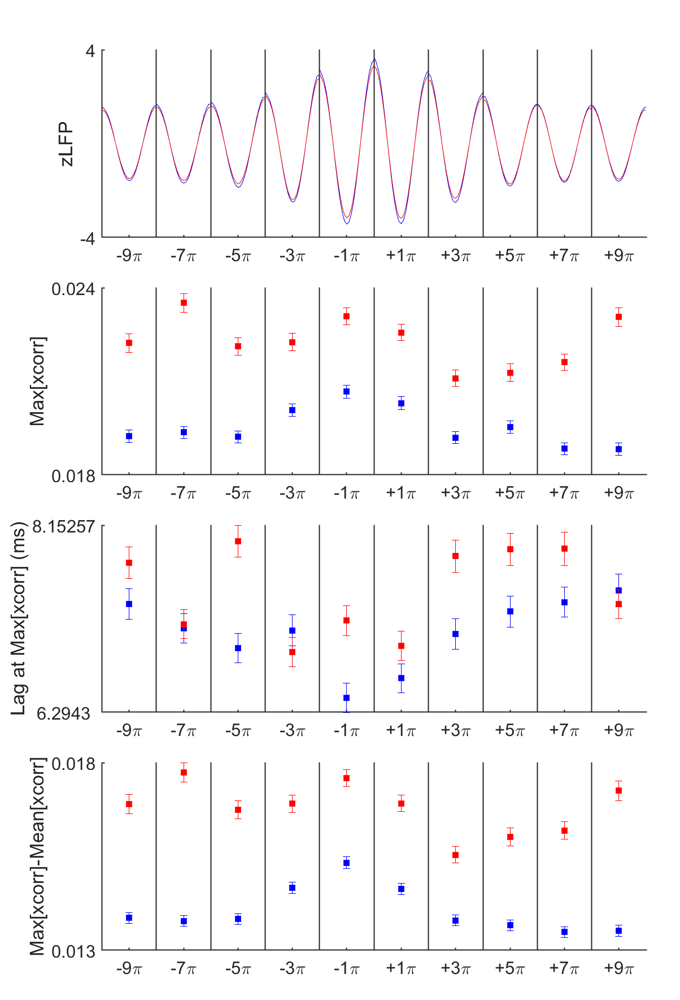 4
zLFP
-4
-9π -7π -5π -3π -1π +1π +3π +5π +7π +9π
0.024
Max[xcorr]
0.018
-9π -7π -5π -3π -1π +1π +3π +5π +7π +9π
8.15257
Lag at Max[xcorr] (ms)
6.2943
-9π -7π -5π -3π -1π +1π +3π +5π +7π +9π
0.018
Max[xcorr]-Mean[xcorr]
0.013
-9π -7π -5π -3π -1π +1π +3π +5π +7π +9π